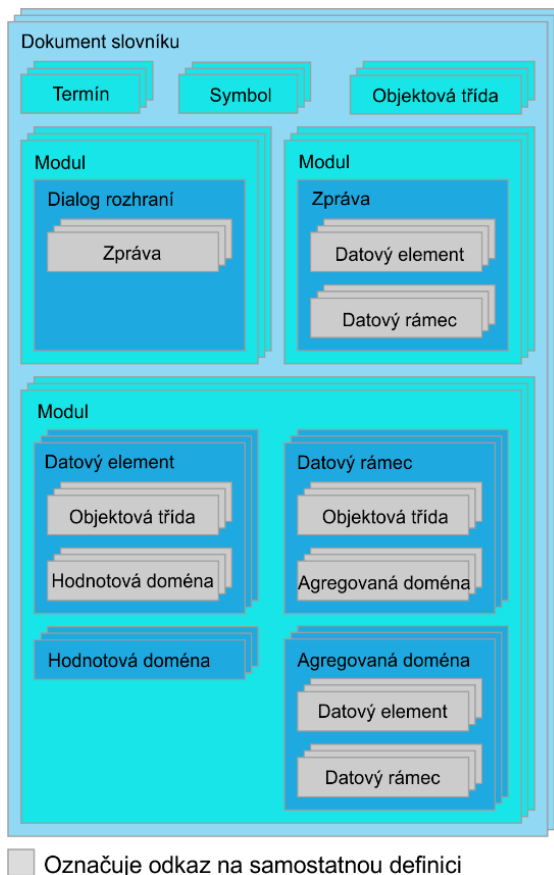 Dokument slovníku
Termín
Symbol
Objektová třída
Modul
Dialog rozhraní
Zpráva
Modul
Zpráva
Datový element
Datový rámec
Modul
Datový element
Objektová třída
Hodnotová doména
Datový rámec
Objektová třída
Agregovaná doména
Hodnotová doména
Agregovaná doména
Datový element
Datový rámec
Označuje odkaz na samostatnou definici